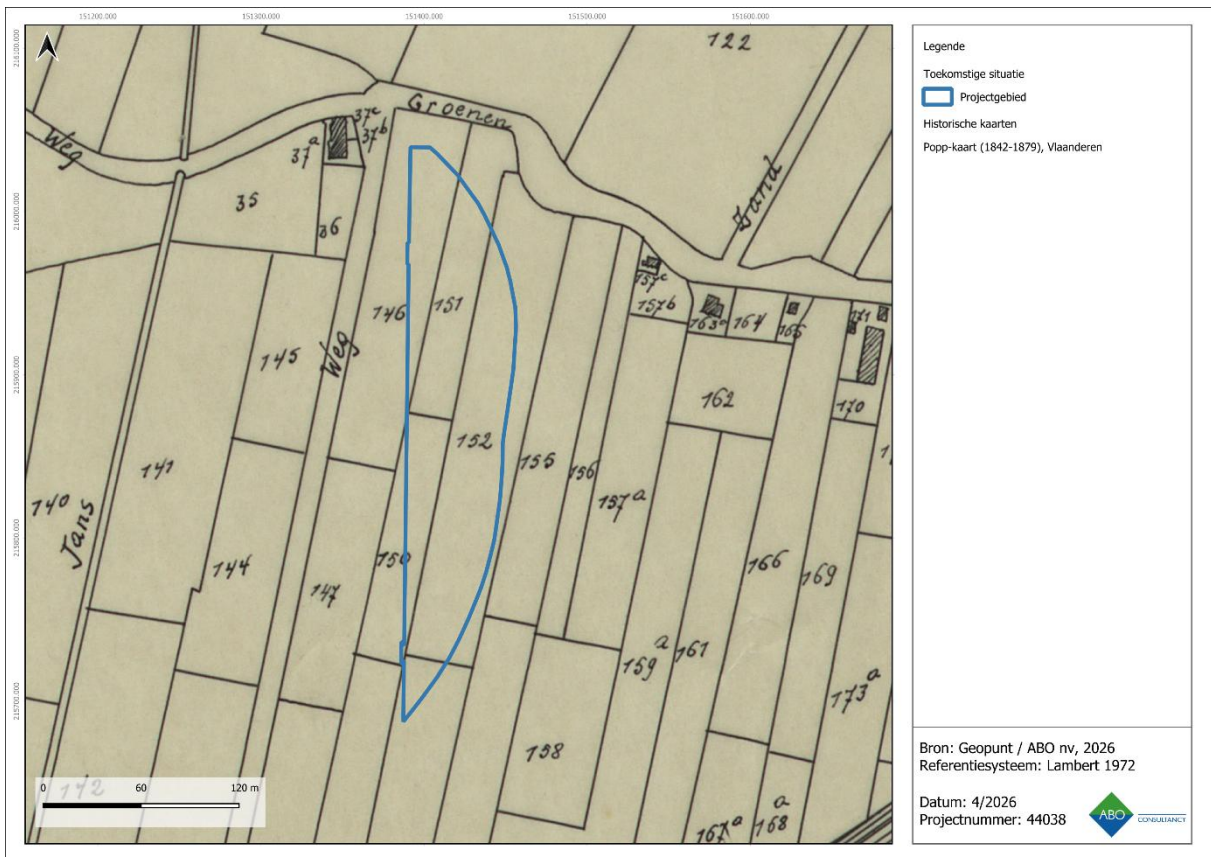 151200.000
151300.000
151400.000
151500.000
151600.000
216100.000
216000.000
215900.000
215800.000
215700.000
122
Groenen
Weg
37c
37b
37a
35
36
Zand
157c
157b
163a
164
165
171
146
151
145
Weg
162
170
141
152
155
156
157a
140
Jans
144
147
150
166
169
159a
161
173a
158
142
167a
168a
0 60 120 m
Legende
Toekomstige situatie
Projectgebied
Historische kaarten
Popp-kaart (1842-1879), Vlaanderen
Bron: Geopunt / ABO nv, 2026
Referentiesysteem: Lambert 1972
Datum: 4/2026
Projectnummer: 44038
ABO
CONSULTANCY